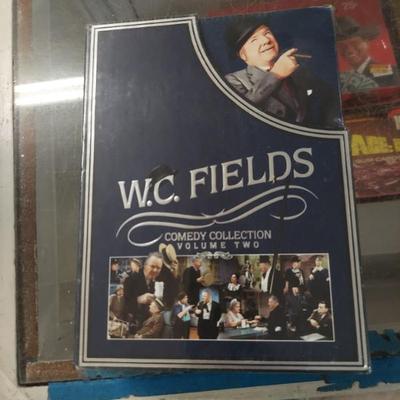 W.C. FIELDS
COMEDY COLLECTION
VOLUME TWO